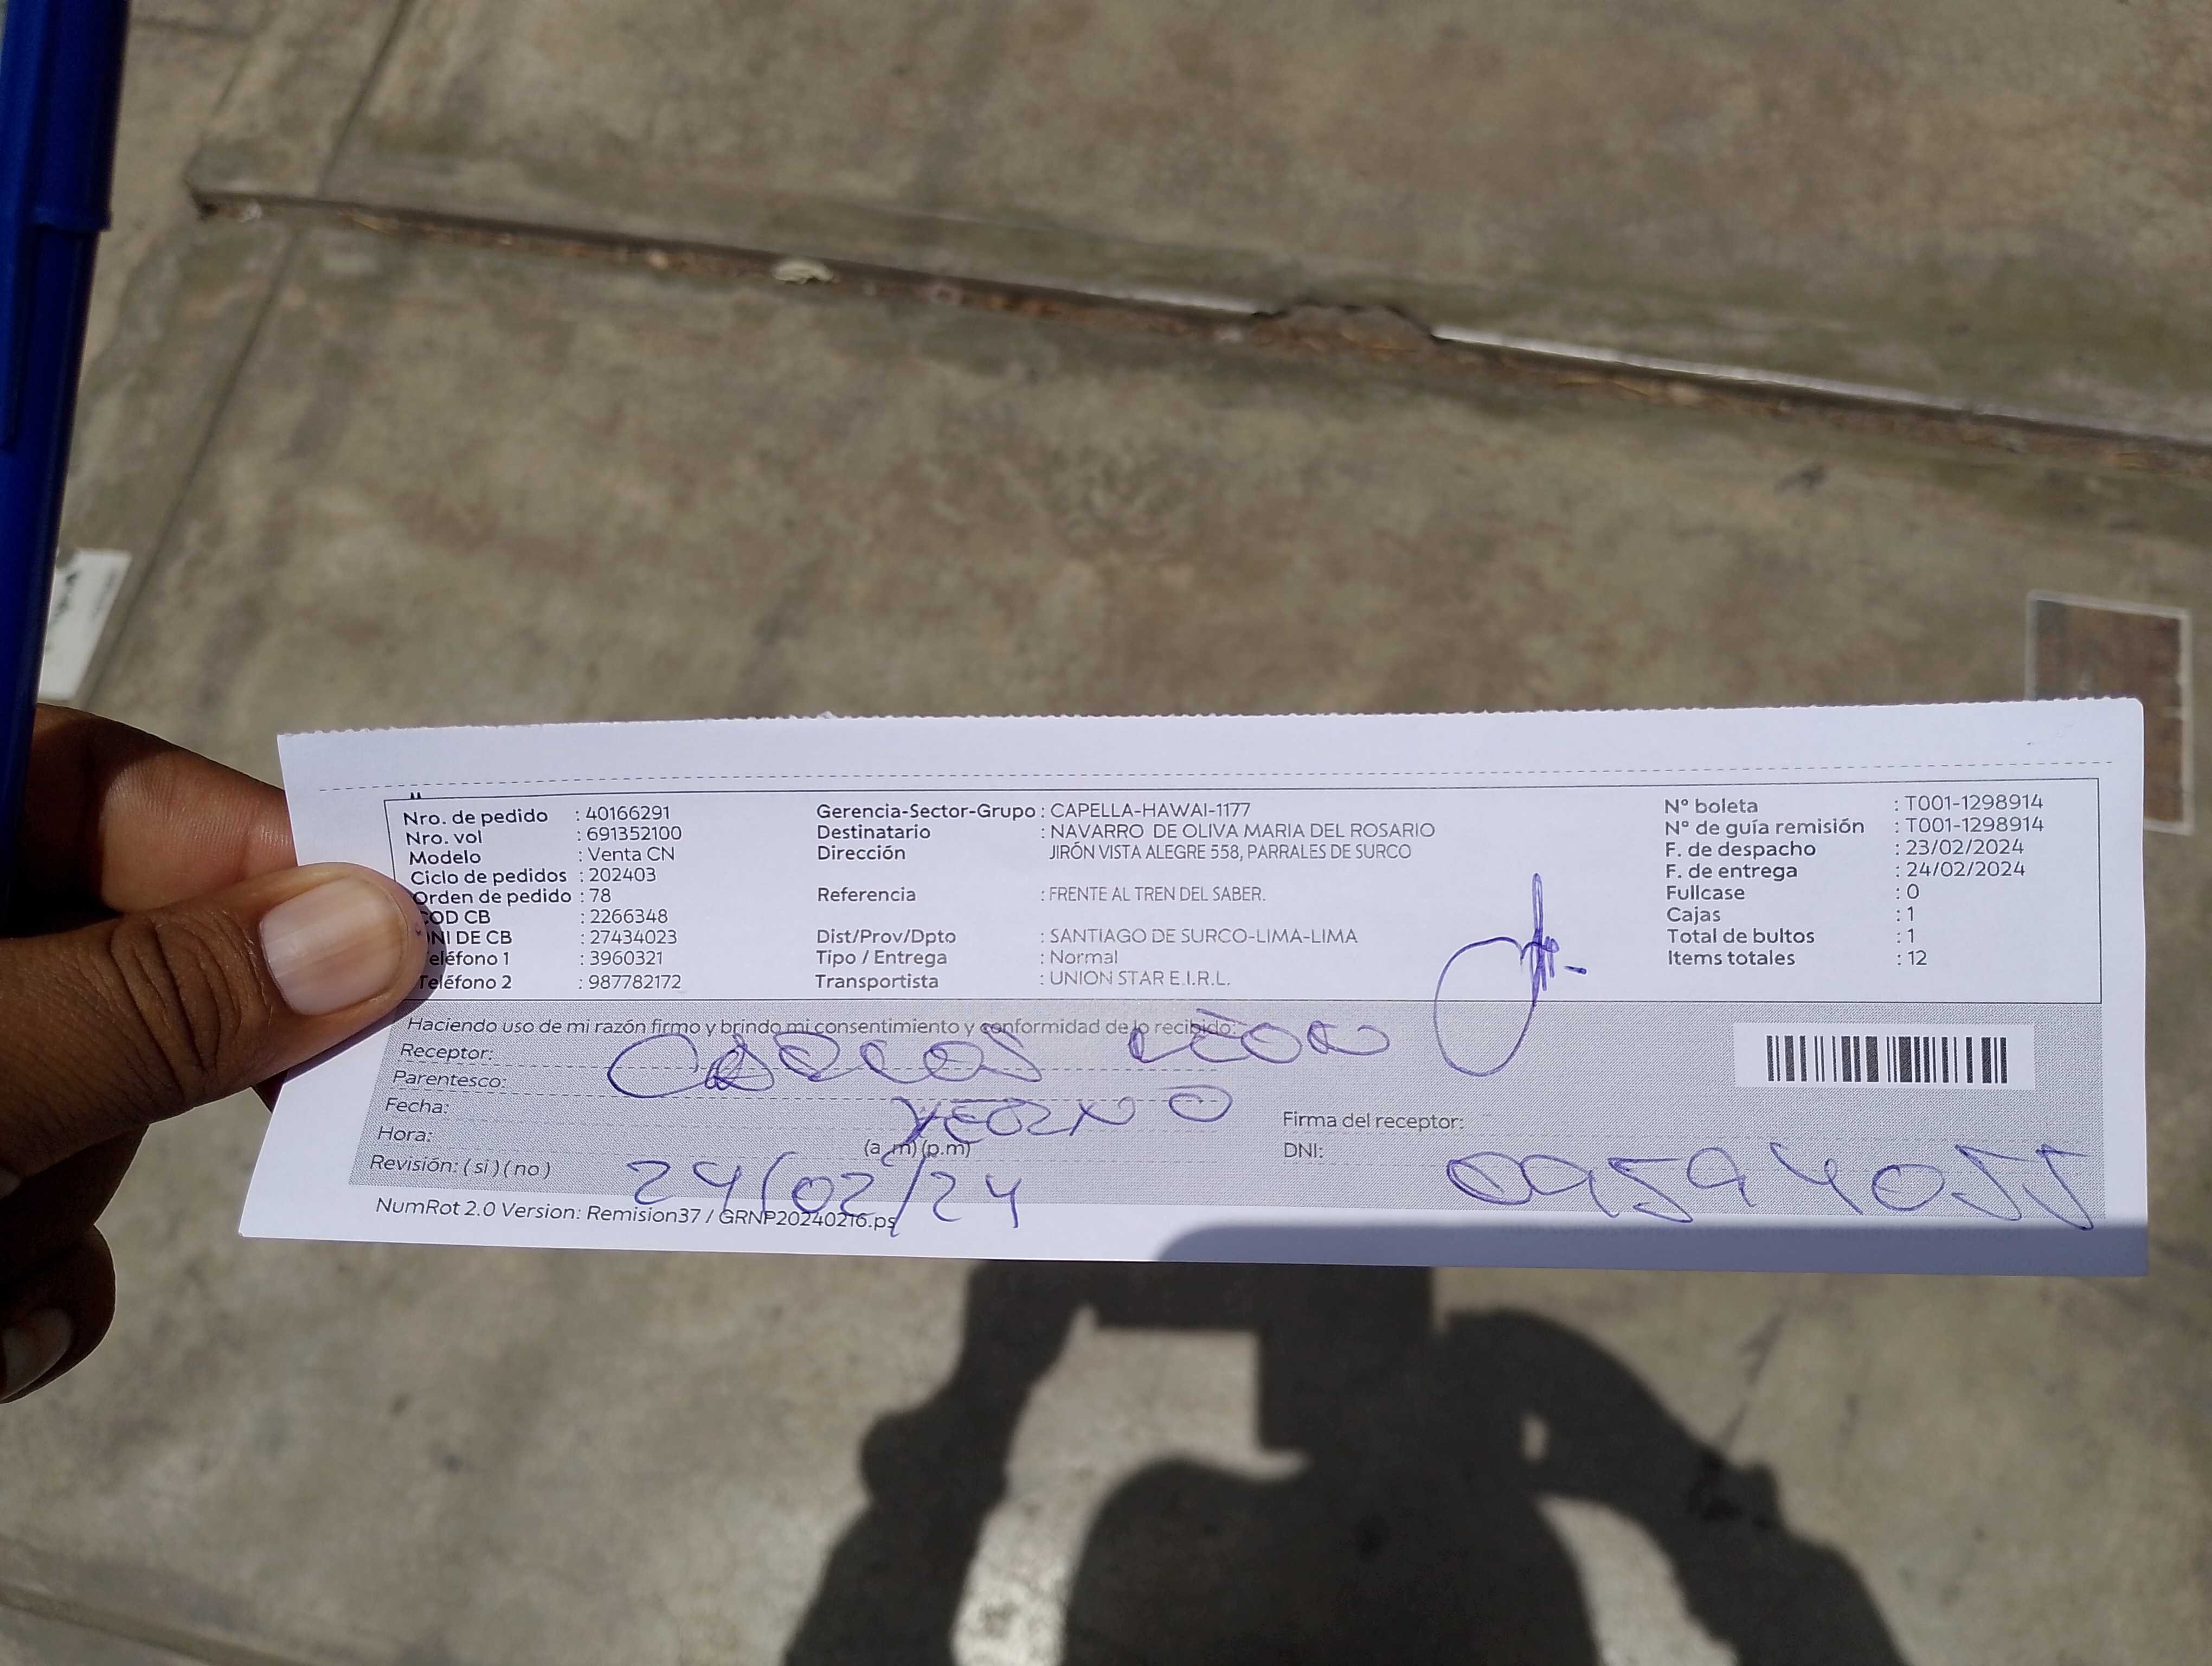 Nro. de pedido : 40166291
Nro. vol : 691352100
Modelo : Venta CN
Ciclo de pedidos : 202403
Orden de pedido : 78
COD CB : 2266348
DNI DE CB : 27434023
Teléfono 1 : 3960321
Teléfono 2 : 987782172
Gerencia-Sector-Grupo : CAPELLA-HAWAI-1177
Destinatario : NAVARRO DE OLIVA MARIA DEL ROSARIO
Dirección JIRÓN VISTA ALEGRE 558, PARRALES DE SURCO
Referencia : FRENTE AL TREN DEL SABER.
Dist/Prov/Dpto : SANTIAGO DE SURCO-LIMA-LIMA
Tipo / Entrega : Normal
Transportista : UNION STAR E.I.R.L.
N° boleta : T001-1298914
N° de guía remisión : T001-1298914
F. de despacho : 23/02/2024
F. de entrega : 24/02/2024
Fullcase : 0
Cajas : 1
Total de bultos : 1
Items totales : 12
Haciendo uso de mi razón firmo y brindo mi consentimiento y conformidad de lo recibido:
Receptor: CARLOS LEON
Parentesco: YERNO
Fecha: 24/02/24
Hora: (a.m) (p.m)
Revisión: ( si ) ( no )
Firma del receptor:
DNI: 09594055
NumRot 2.0 Version: Remision37 / GRNP20240216.ps